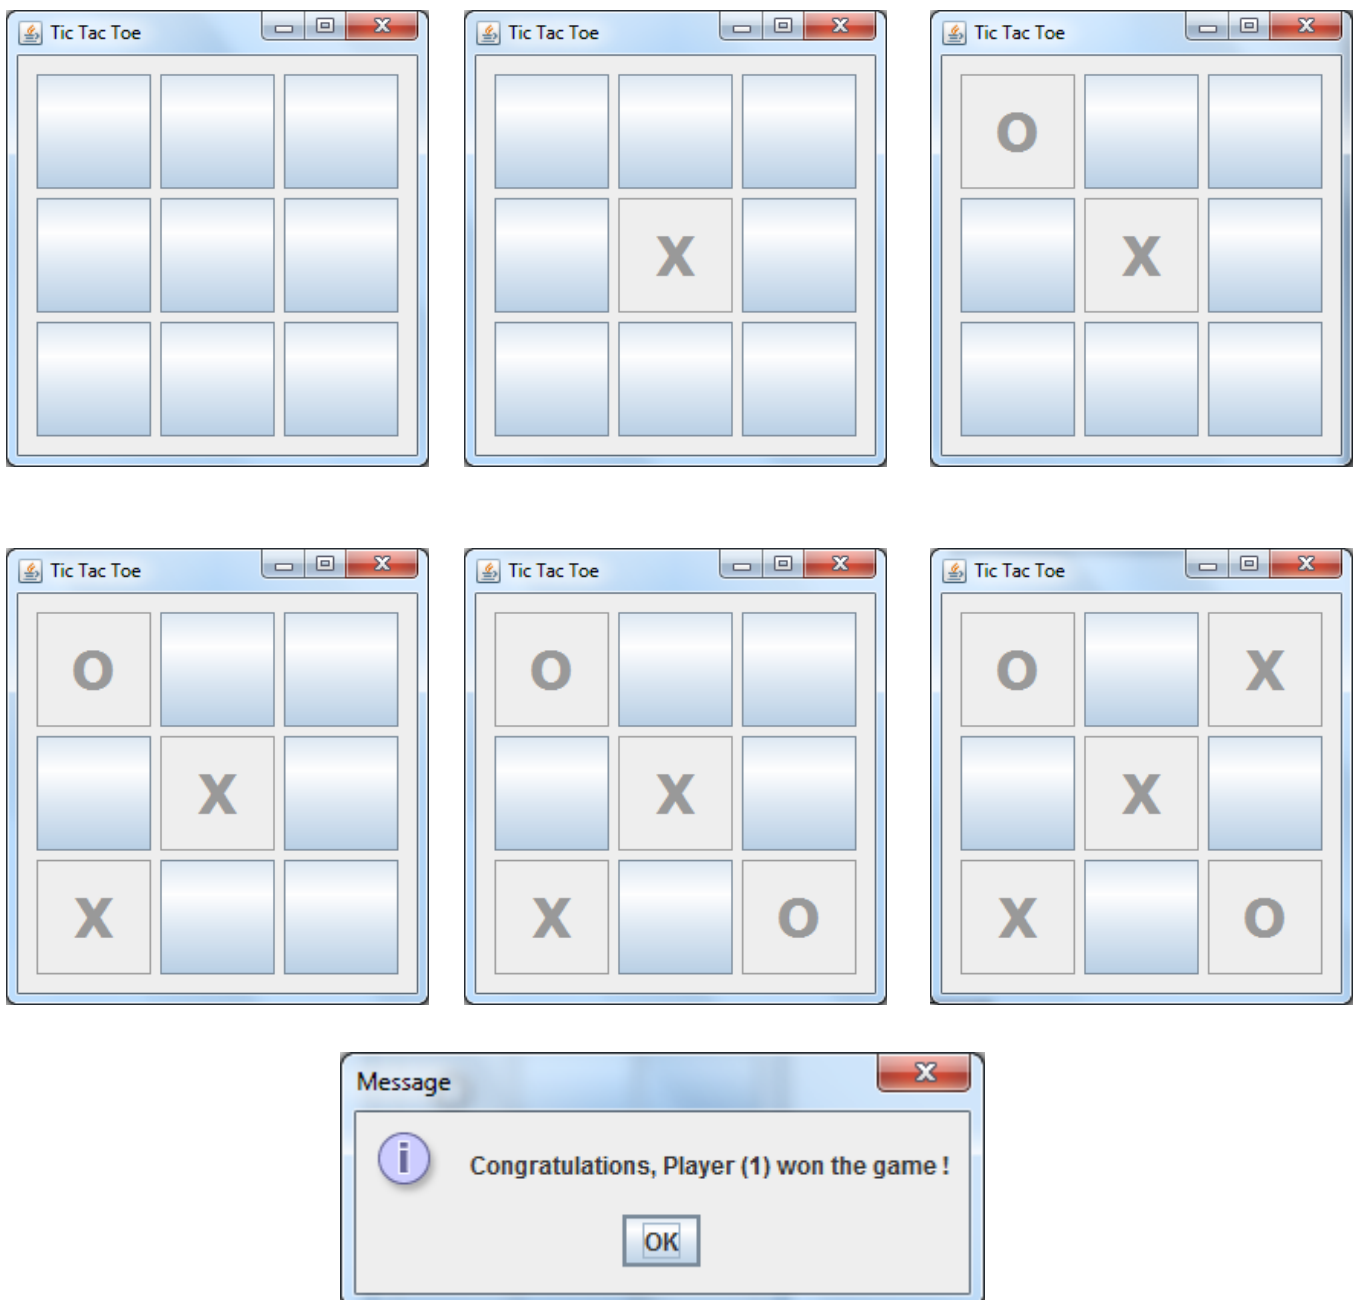 Tic Tac Toe
Tic Tac Toe
X
Tic Tac Toe
O
X
Tic Tac Toe
O
X
X
Tic Tac Toe
O
X
X O
Tic Tac Toe
O X
X
X O
Message
Congratulations, Player (1) won the game !
OK